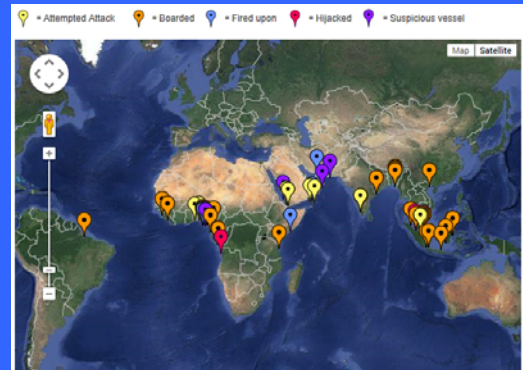 = Attempted Attack = Boarded = Fired upon = Hijacked = Suspicious vessel
Map Satellite